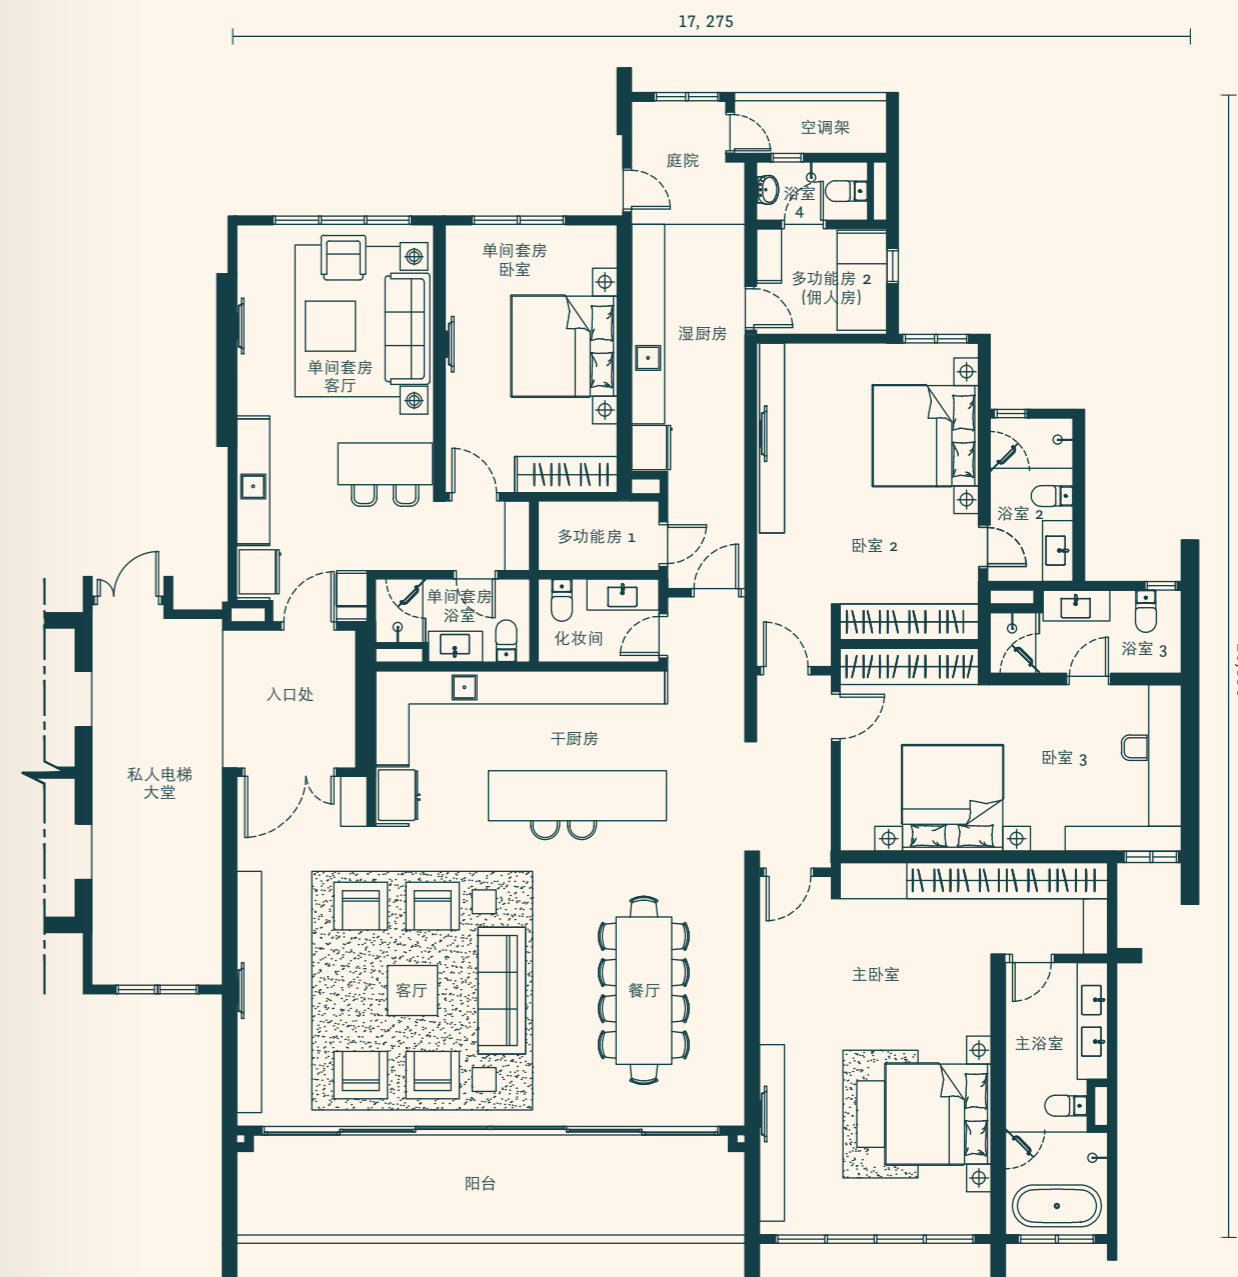 17, 275
空调架
庭院
浴室
4
单间套房
卧室
多功能房 2
(佣人房)
湿厨房
单间套房
客厅
浴室 2
多功能房 1
卧室 2
单间套房
浴室
化妆间
浴室 3
入口处
干厨房
卧室 3
私人电梯
大堂
主卧室
客厅
餐厅
主浴室
阳台